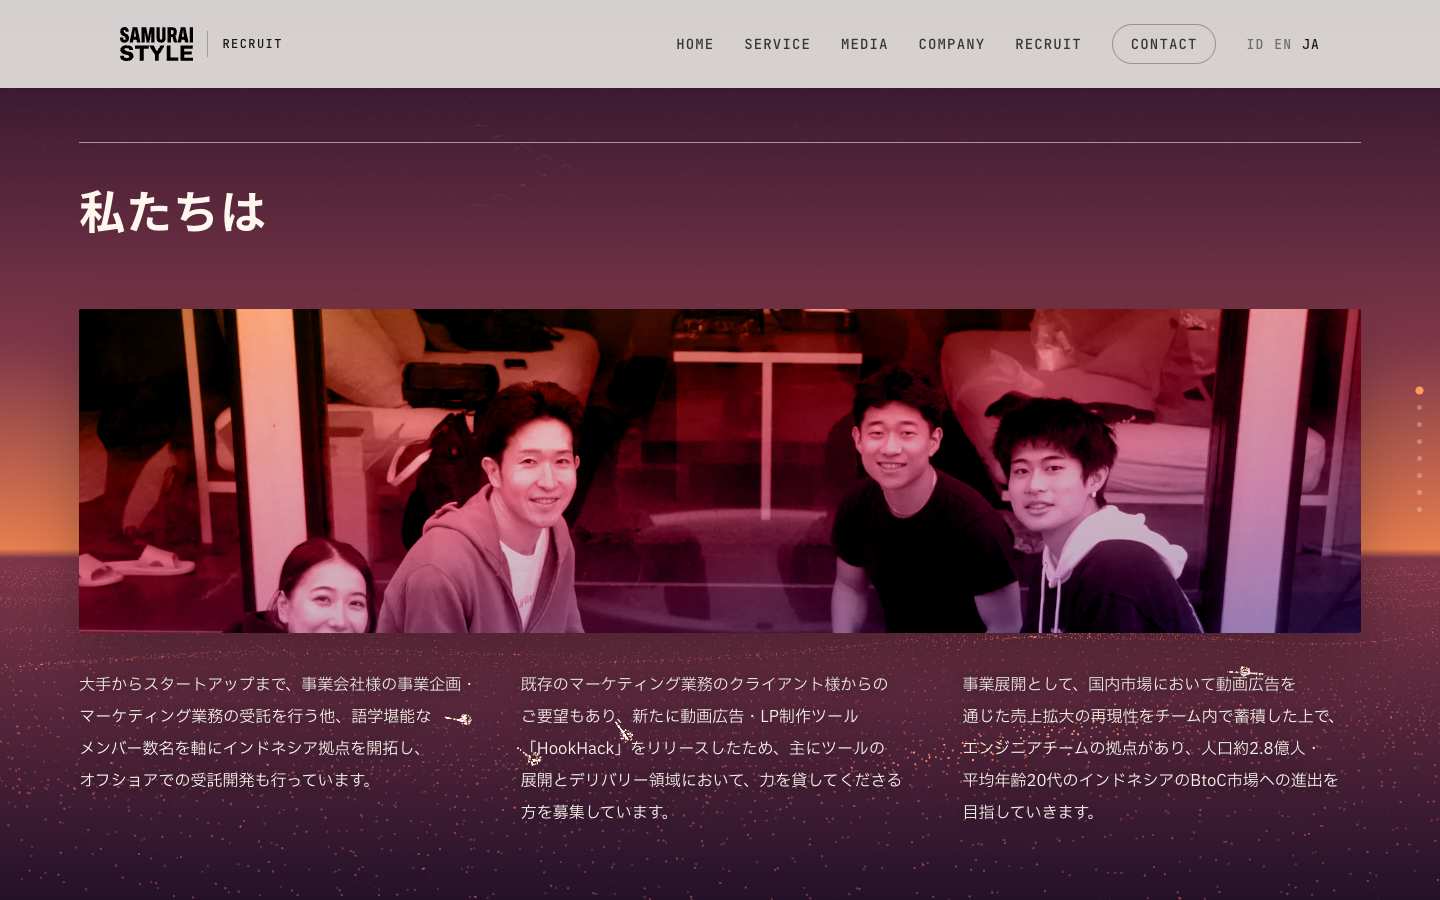 SAMURAI
STYLE
RECRUIT
HOME SERVICE MEDIA COMPANY RECRUIT CONTACT ID EN JA
私たちは
大手からスタートアップまで、事業会社様の事業企画・
マーケティング業務の受託を行う他、語学堪能な
メンバー数名を軸にインドネシア拠点を開拓し、
オフショアでの受託開発も行っています。
既存のマーケティング業務のクライアント様からの
ご要望もあり、新たに動画広告・LP制作ツール
「HookHack」をリリースしたため、主にツールの
展開とデリバリー領域において、力を貸してくださる
方を募集しています。
事業展開として、国内市場において動画広告を
通じた売上拡大の再現性をチーム内で蓄積した上で、
エンジニアチームの拠点があり、人口約2.8億人・
平均年齢20代のインドネシアのBtoC市場への進出を
目指していきます。